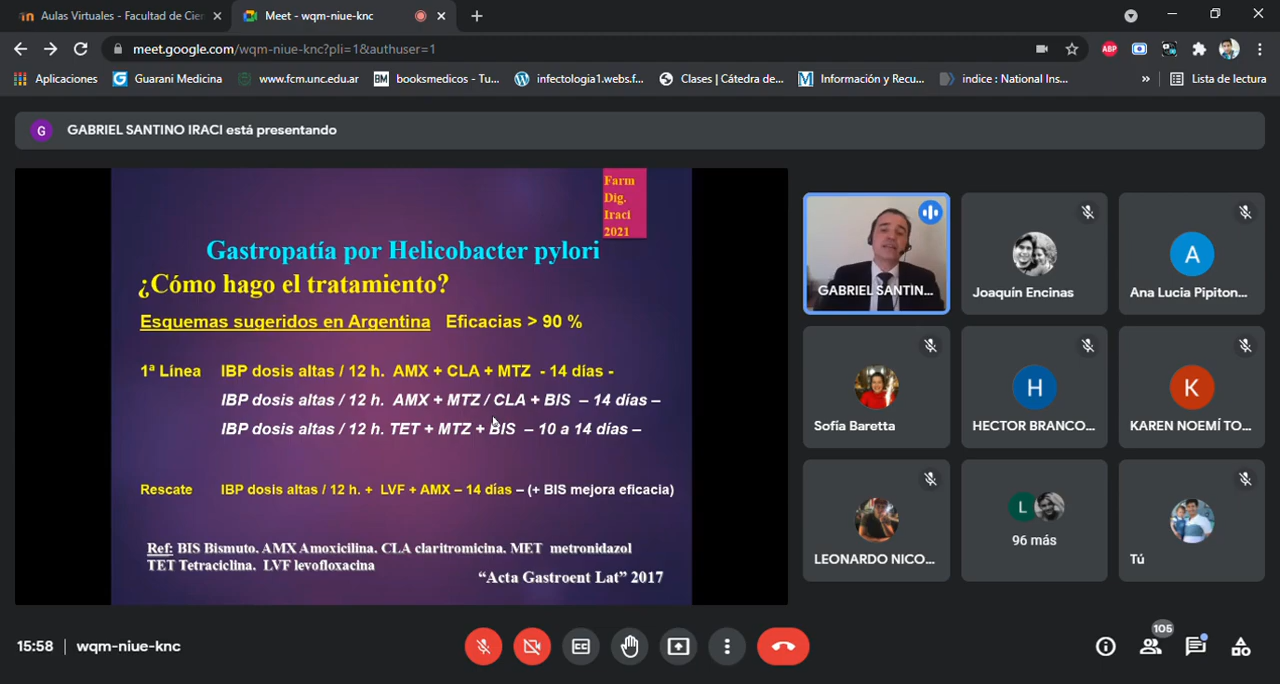 Aulas Virtuales - Facultad de Cien
Meet - wqm-niue-knc
meet.google.com/wqm-niue-knc?pli=1&authuser=1
ABP
Aplicaciones
Guarani Medicina
www.fcm.unc.edu.ar
BM booksmedicos - Tu...
infectologia1.webs.f...
Clases | Cátedra de...
Información y Recu...
indice : National Ins...
»
Lista de lectura
G GABRIEL SANTINO IRACI está presentando
Farm
Dig.
Iraci
2021
Gastropatía por Helicobacter pylori
¿Cómo hago el tratamiento?
Esquemas sugeridos en Argentina Eficacias > 90 %
1ª Línea IBP dosis altas / 12 h. AMX + CLA + MTZ - 14 días -
IBP dosis altas / 12 h. AMX + MTZ / CLA + BIS – 14 días –
IBP dosis altas / 12 h. TET + MTZ + BIS – 10 a 14 días –
Rescate IBP dosis altas / 12 h. + LVF + AMX – 14 días – (+ BIS mejora eficacia)
Ref: BIS Bismuto. AMX Amoxicilina. CLA claritromicina. MET metronidazol
TET Tetraciclina. LVF levofloxacina
“Acta Gastroent Lat” 2017
GABRIEL SANTIN...
Joaquín Encinas
A
Ana Lucia Pipiton...
Sofía Baretta
H
HECTOR BRANCO...
K
KAREN NOEMÍ TO...
LEONARDO NICO...
L
96 más
Tú
15:58 | wqm-niue-knc
105